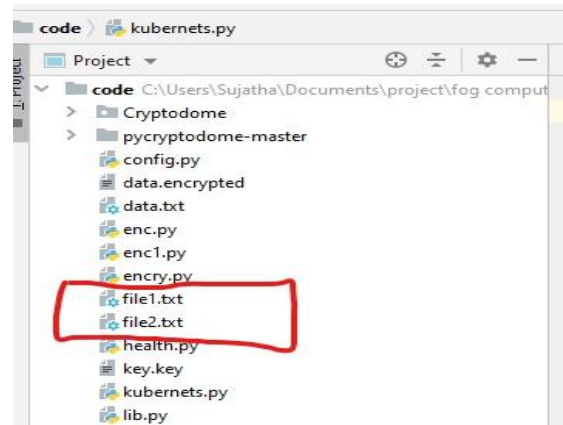 code kubernets.py
Project
code C:\Users\Sujatha\Documents\project\fog comput
Cryptodome
pycryptodome-master
config.py
data.encrypted
data.txt
enc.py
enc1.py
encry.py
file1.txt
file2.txt
health.py
key.key
kubernets.py
lib.py